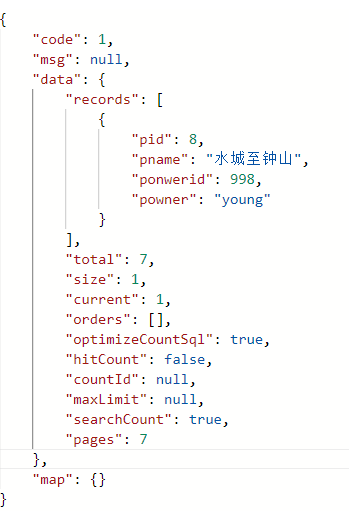 {
    "code": 1,
    "msg": null,
    "data": {
        "records": [
            {
                "pid": 8,
                "pname": "水城至钟山",
                "ponwerid": 998,
                "powner": "young"
            }
        ],
        "total": 7,
        "size": 1,
        "current": 1,
        "orders": [],
        "optimizeCountSql": true,
        "hitCount": false,
        "countId": null,
        "maxLimit": null,
        "searchCount": true,
        "pages": 7
    },
    "map": {}
}